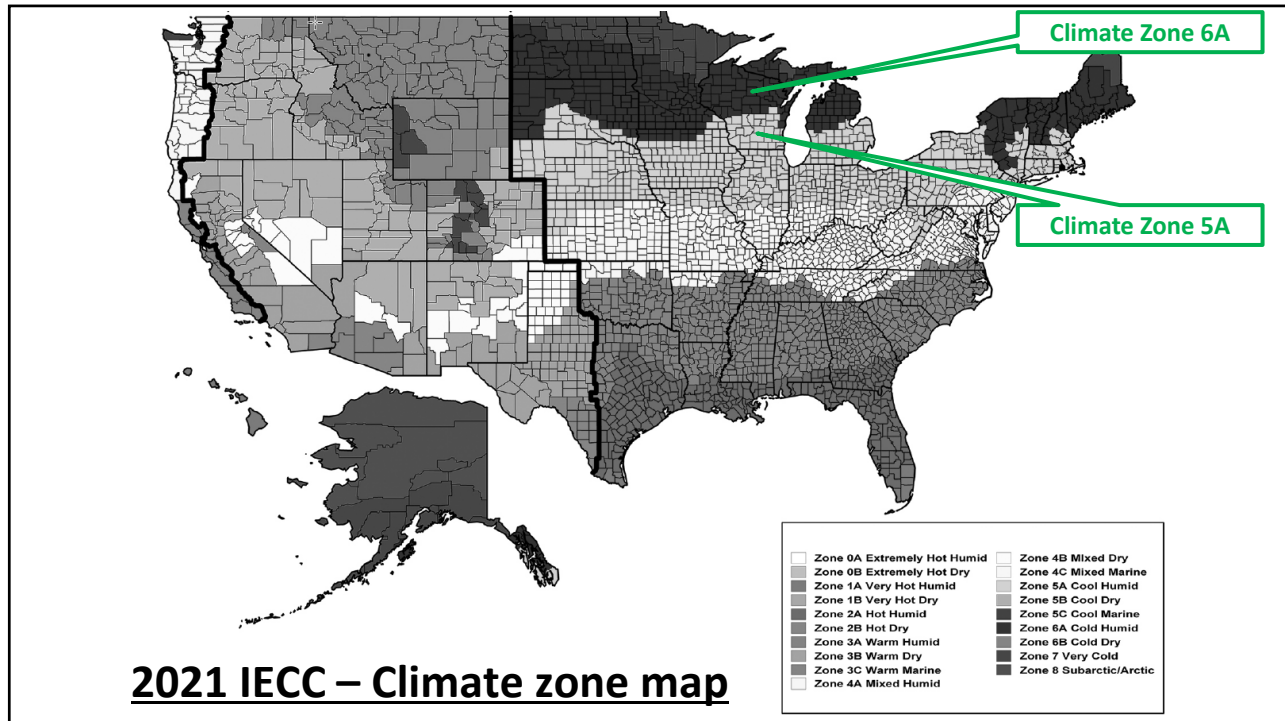 Climate Zone 6A
Climate Zone 5A
Zone 0A Extremely Hot Humid
Zone 0B Extremely Hot Dry
Zone 1A Very Hot Humid
Zone 1B Very Hot Dry
Zone 2A Hot Humid
Zone 2B Hot Dry
Zone 3A Warm Humid
Zone 3B Warm Dry
Zone 3C Warm Marine
Zone 4A Mixed Humid
Zone 4B Mixed Dry
Zone 4C Mixed Marine
Zone 5A Cool Humid
Zone 5B Cool Dry
Zone 5C Cool Marine
Zone 6A Cold Humid
Zone 6B Cold Dry
Zone 7 Very Cold
Zone 8 Subarctic/Arctic
2021 IECC – Climate zone map